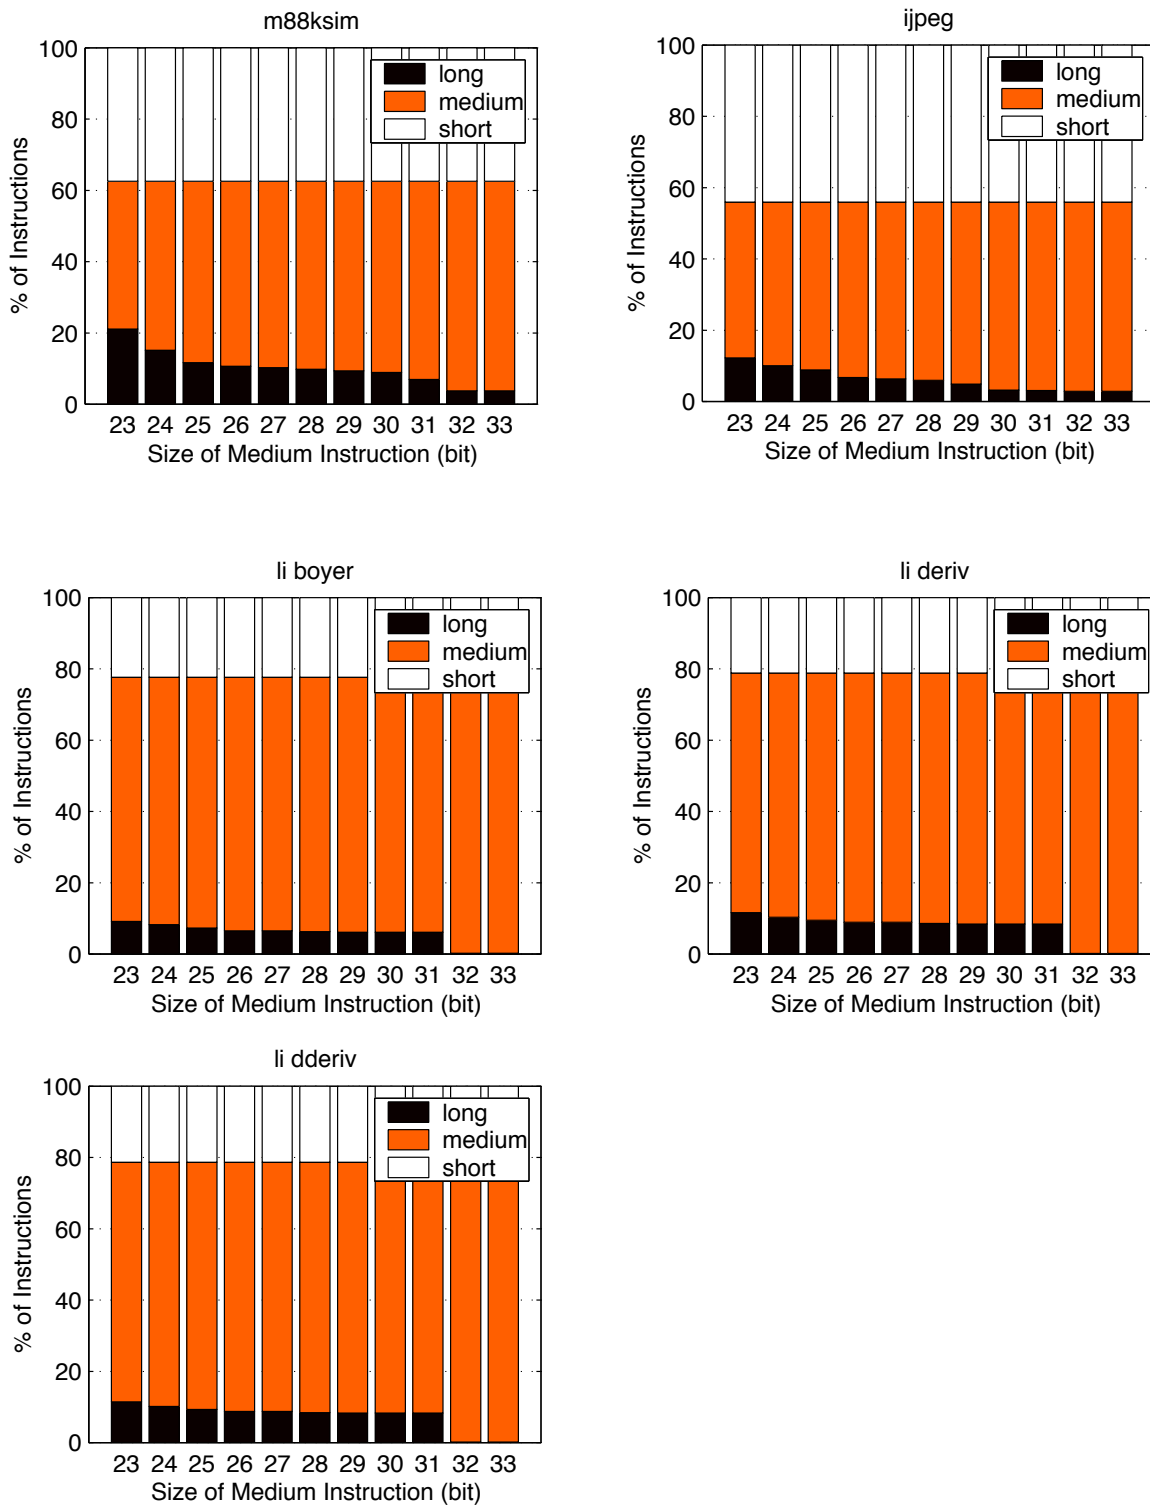 m88ksim
100
80
60
40
20
0
% of Instructions
long
medium
short
23 24 25 26 27 28 29 30 31 32 33
Size of Medium Instruction (bit)
ijpeg
100
80
60
40
20
0
% of Instructions
long
medium
short
23 24 25 26 27 28 29 30 31 32 33
Size of Medium Instruction (bit)
li boyer
100
80
60
40
20
0
% of Instructions
long
medium
short
23 24 25 26 27 28 29 30 31 32 33
Size of Medium Instruction (bit)
li deriv
100
80
60
40
20
0
% of Instructions
long
medium
short
23 24 25 26 27 28 29 30 31 32 33
Size of Medium Instruction (bit)
li dderiv
100
80
60
40
20
0
% of Instructions
long
medium
short
23 24 25 26 27 28 29 30 31 32 33
Size of Medium Instruction (bit)